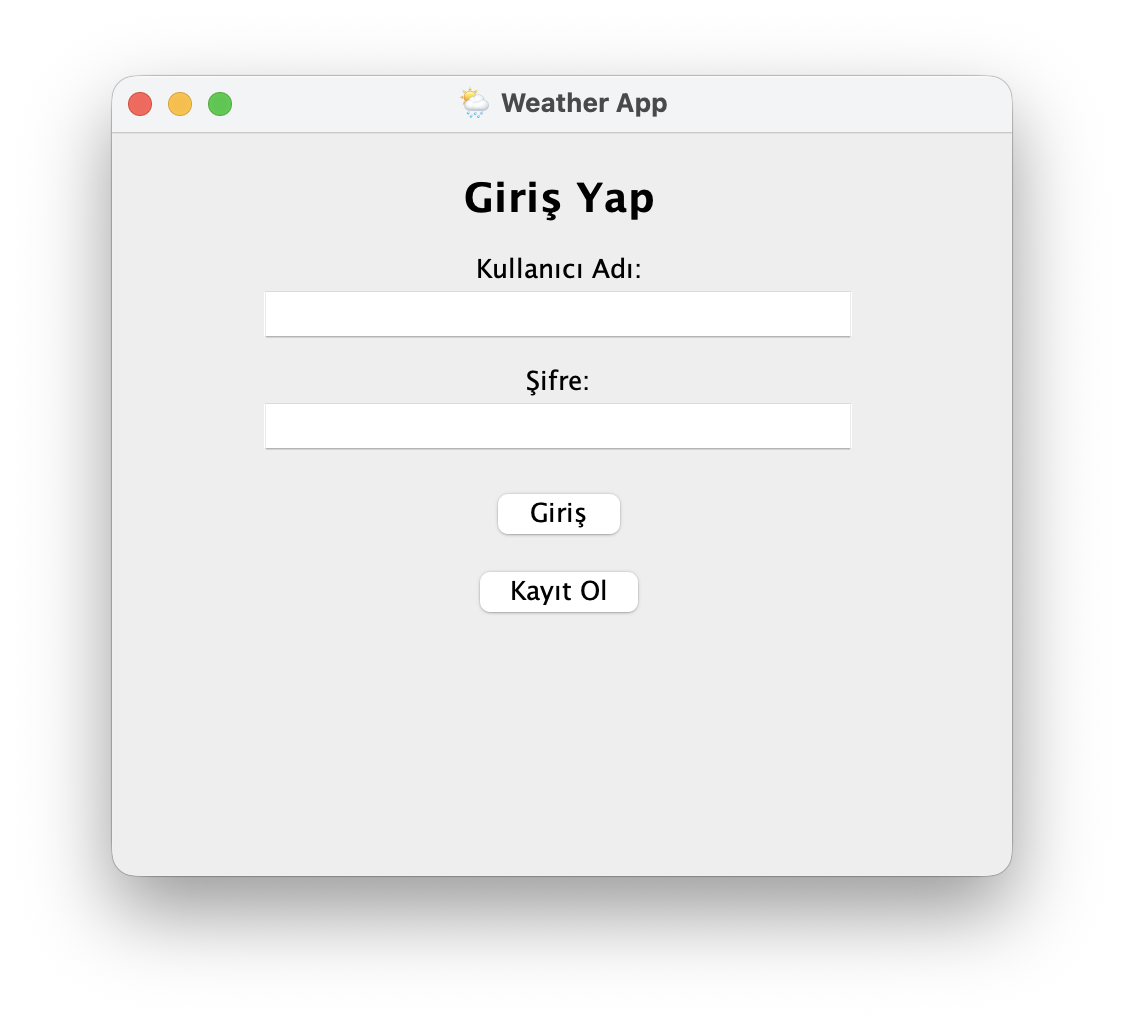 🌦️ Weather App
Giriş Yap
Kullanıcı Adı:
Şifre:
Giriş
Kayıt Ol